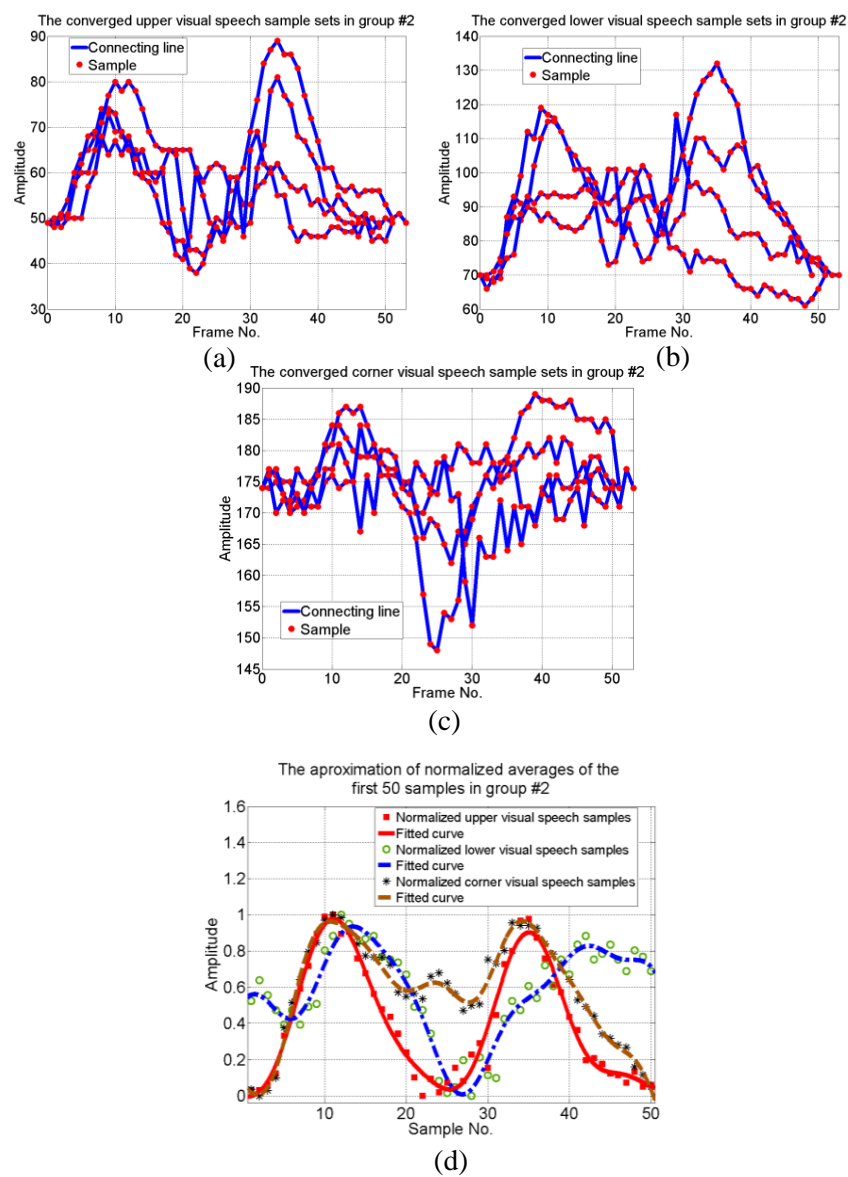 The converged upper visual speech sample sets in group #2
90
80
70
60
50
40
30
Amplitude
Connecting line
Sample
0
10
20
30
40
50
Frame No.
(a)
The converged lower visual speech sample sets in group #2
140
130
120
110
100
90
80
70
60
Amplitude
Connecting line
Sample
0
10
20
30
40
50
Frame No.
(b)
The converged corner visual speech sample sets in group #2
190
185
180
175
170
165
160
155
150
145
Amplitude
Connecting line
Sample
0
10
20
30
40
50
Frame No.
(c)
The aproximation of normalized averages of the
first 50 samples in group #2
1.6
1.4
1.2
1
0.8
0.6
0.4
0.2
0
Amplitude
Normalized upper visual speech samples
Fitted curve
Normalized lower visual speech samples
Fitted curve
Normalized corner visual speech samples
Fitted curve
10
20
30
40
50
Sample No.
(d)